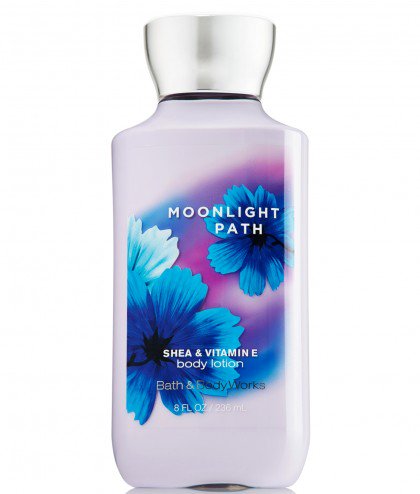 MOONLIGHT
PATH
SHEA & VITAMIN E
body lotion
Bath & Body Works
8 FL OZ / 236 mL